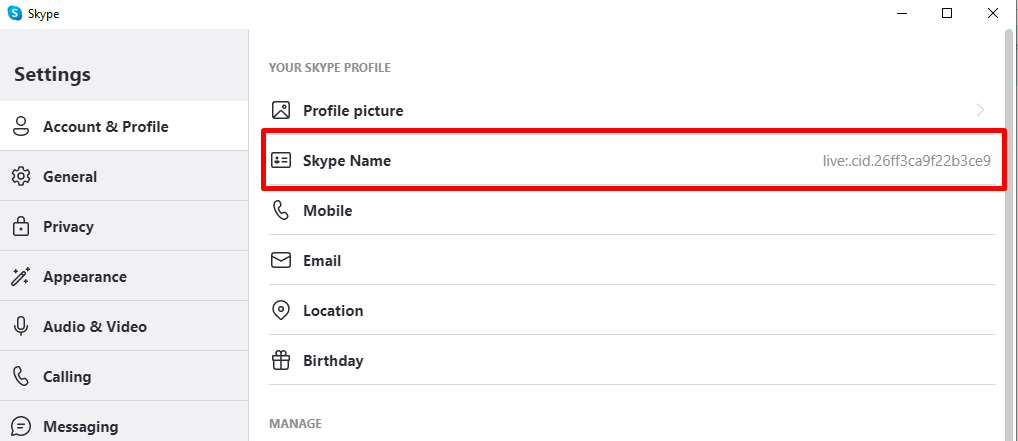 Skype
Settings
Account & Profile
General
Privacy
Appearance
Audio & Video
Calling
Messaging
YOUR SKYPE PROFILE
Profile picture
Skype Name live:.cid.26ff3ca9f22b3ce9
Mobile
Email
Location
Birthday
MANAGE